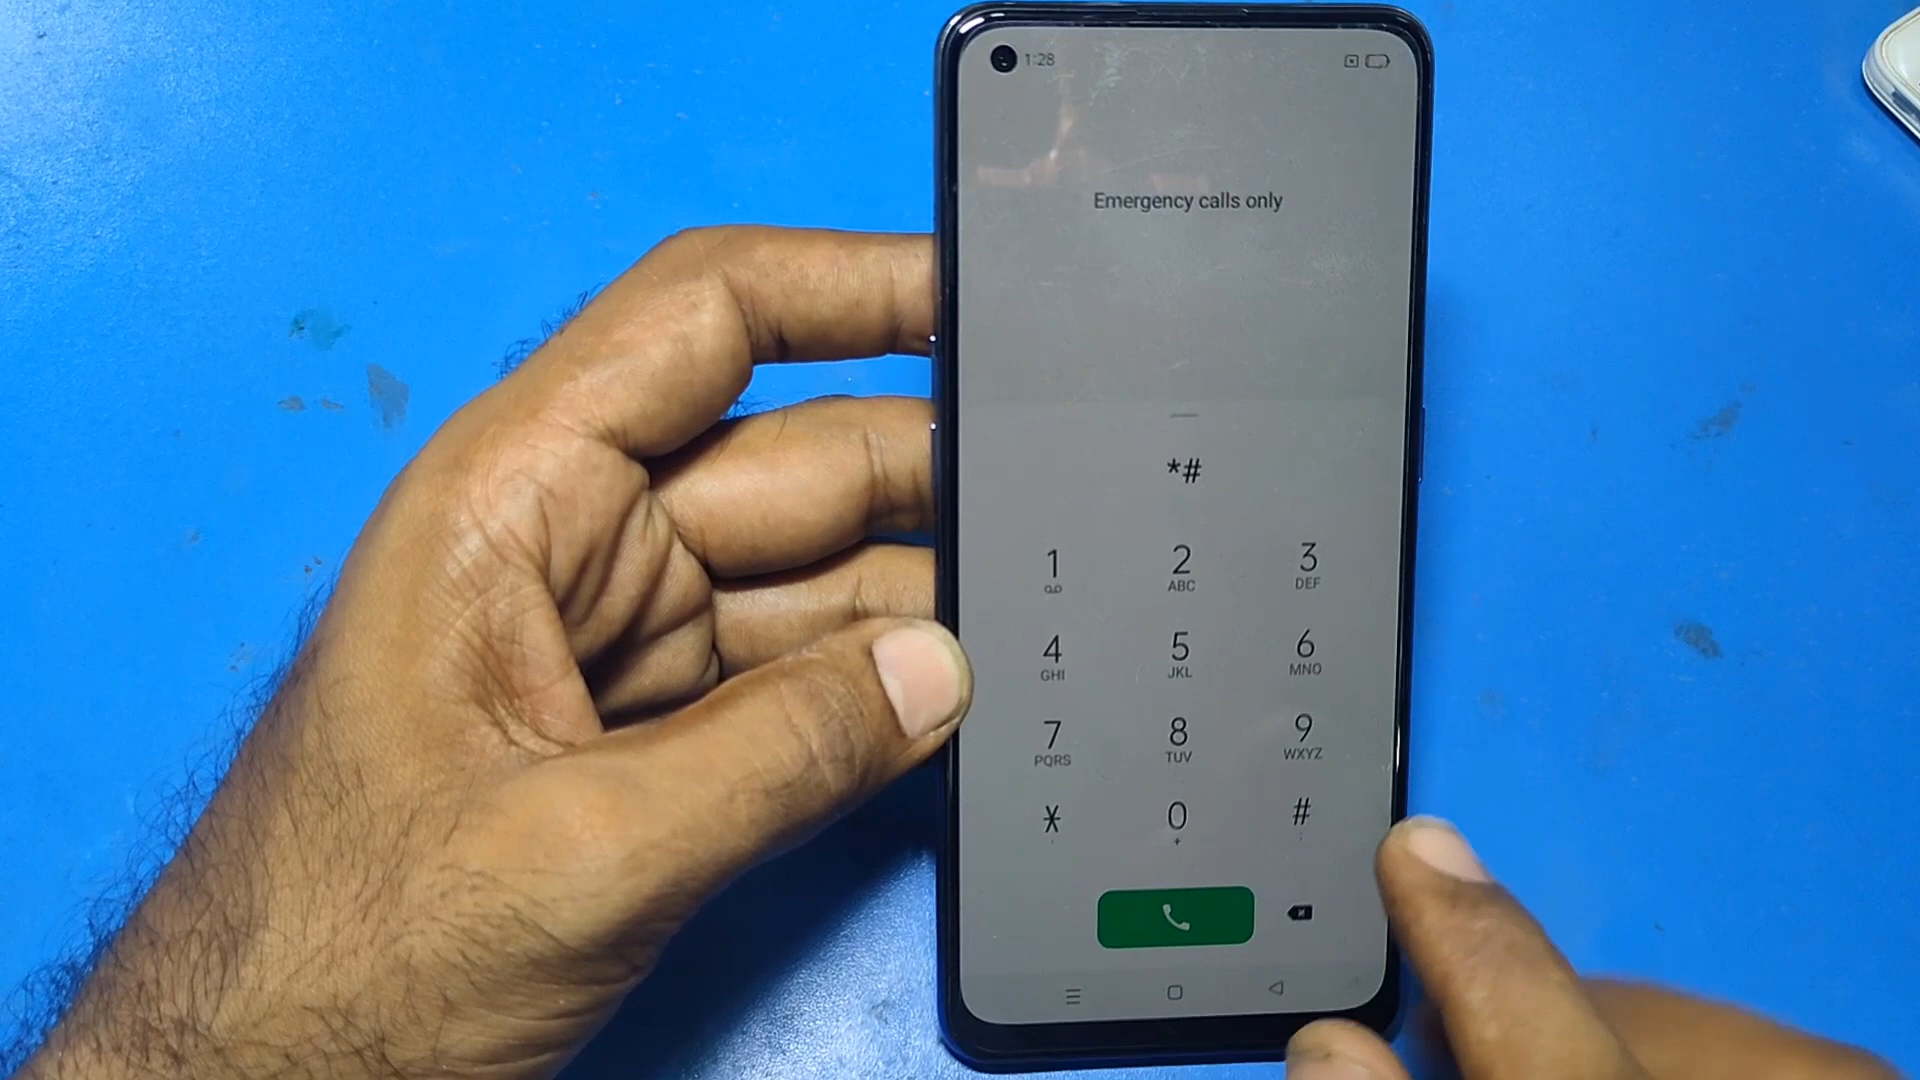 1:28
Emergency calls only
*#
1 2 3
ABC DEF
4 5 6
GHI JKL MNO
7 8 9
PQRS TUV WXYZ
* 0 #
+